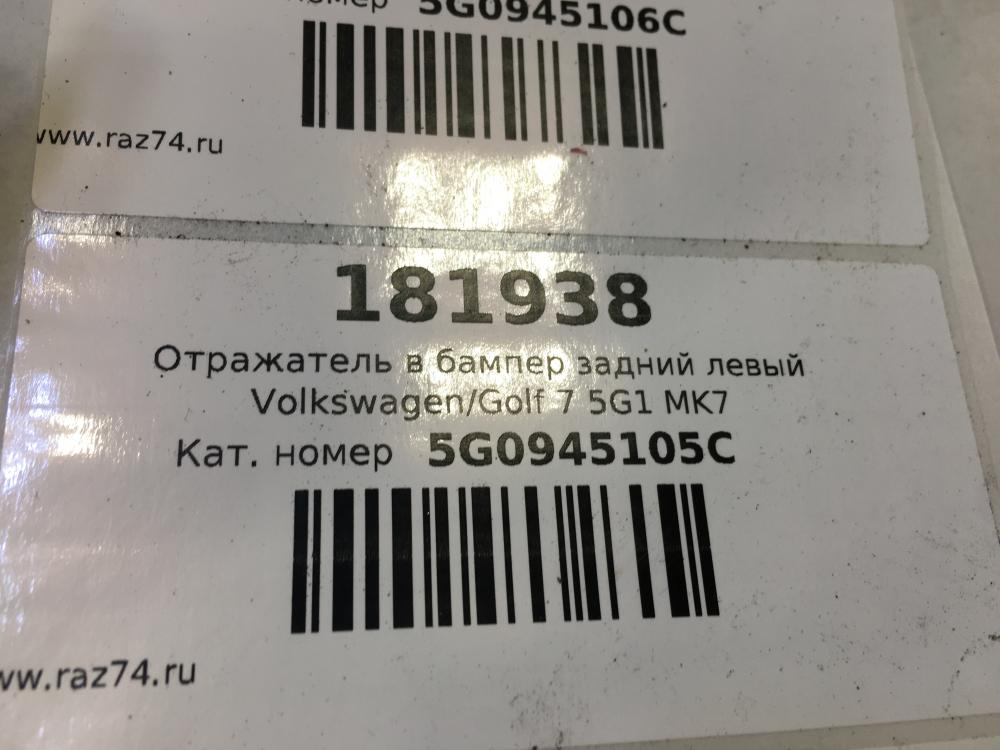 номер 5G0945106C
www.raz74.ru
181938
Отражатель в бампер задний левый
Volkswagen/Golf 7 5G1 MK7
Кат. номер 5G0945105C
www.raz74.ru